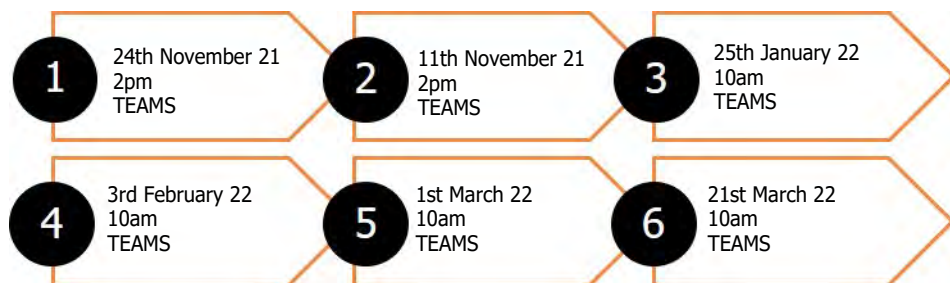 1
24th November 21
2pm
TEAMS
2
11th November 21
2pm
TEAMS
3
25th January 22
10am
TEAMS
4
3rd February 22
10am
TEAMS
5
1st March 22
10am
TEAMS
6
21st March 22
10am
TEAMS